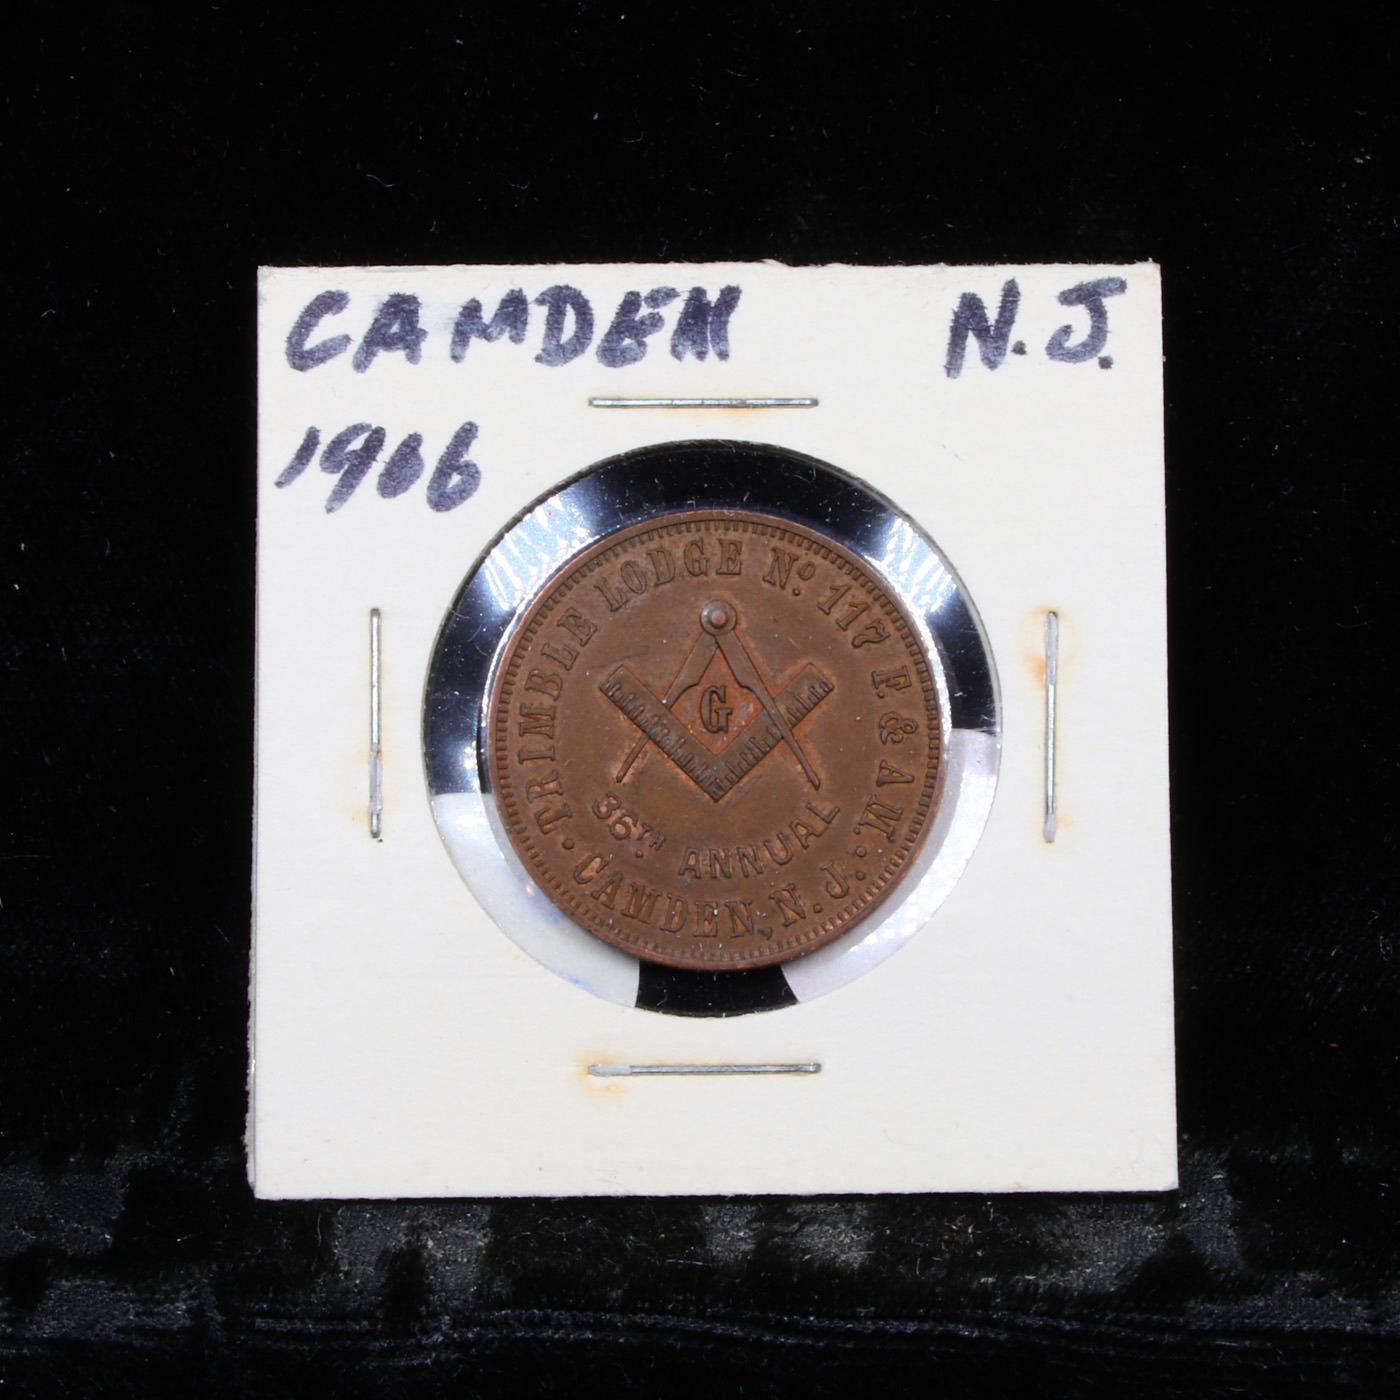 CAMDEN N.J.
1906
TRIMBLE LODGE Nº 117 F. & A M.
G
36TH ANNUAL
CAMDEN, N. J.